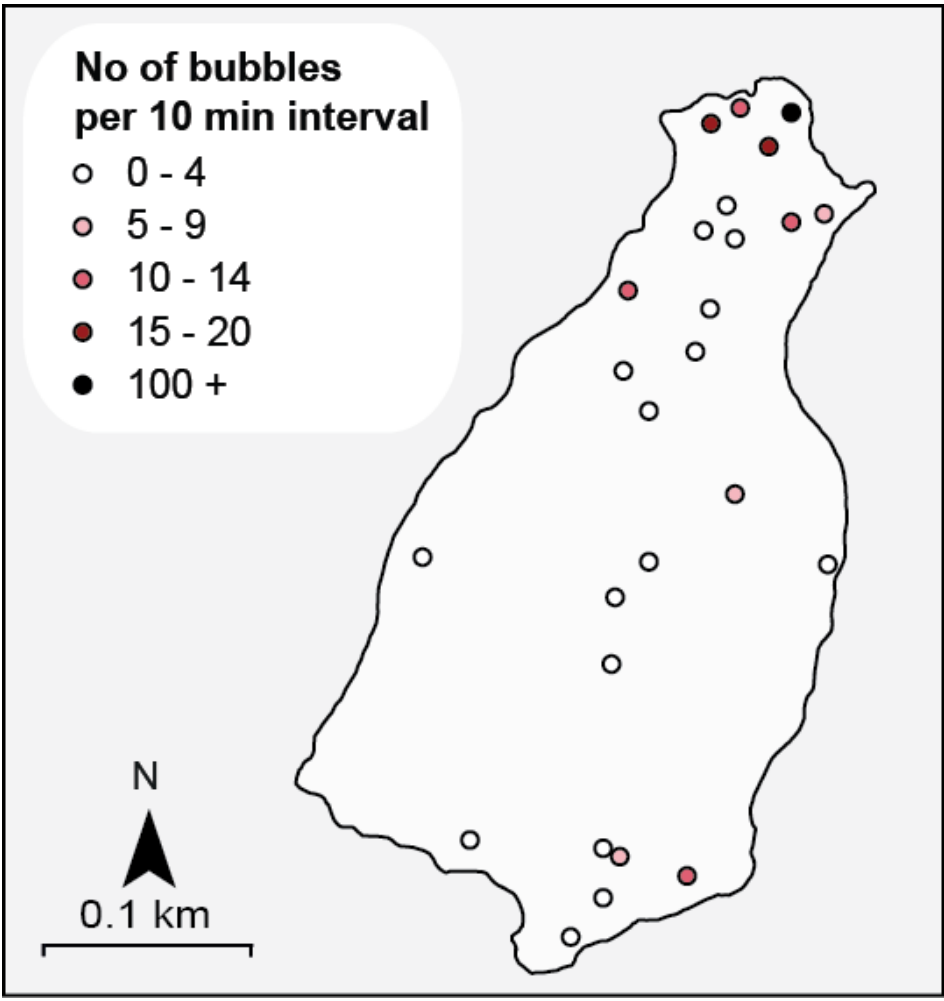 No of bubbles
per 10 min interval
0 - 4
5 - 9
10 - 14
15 - 20
100 +
N
0.1 km